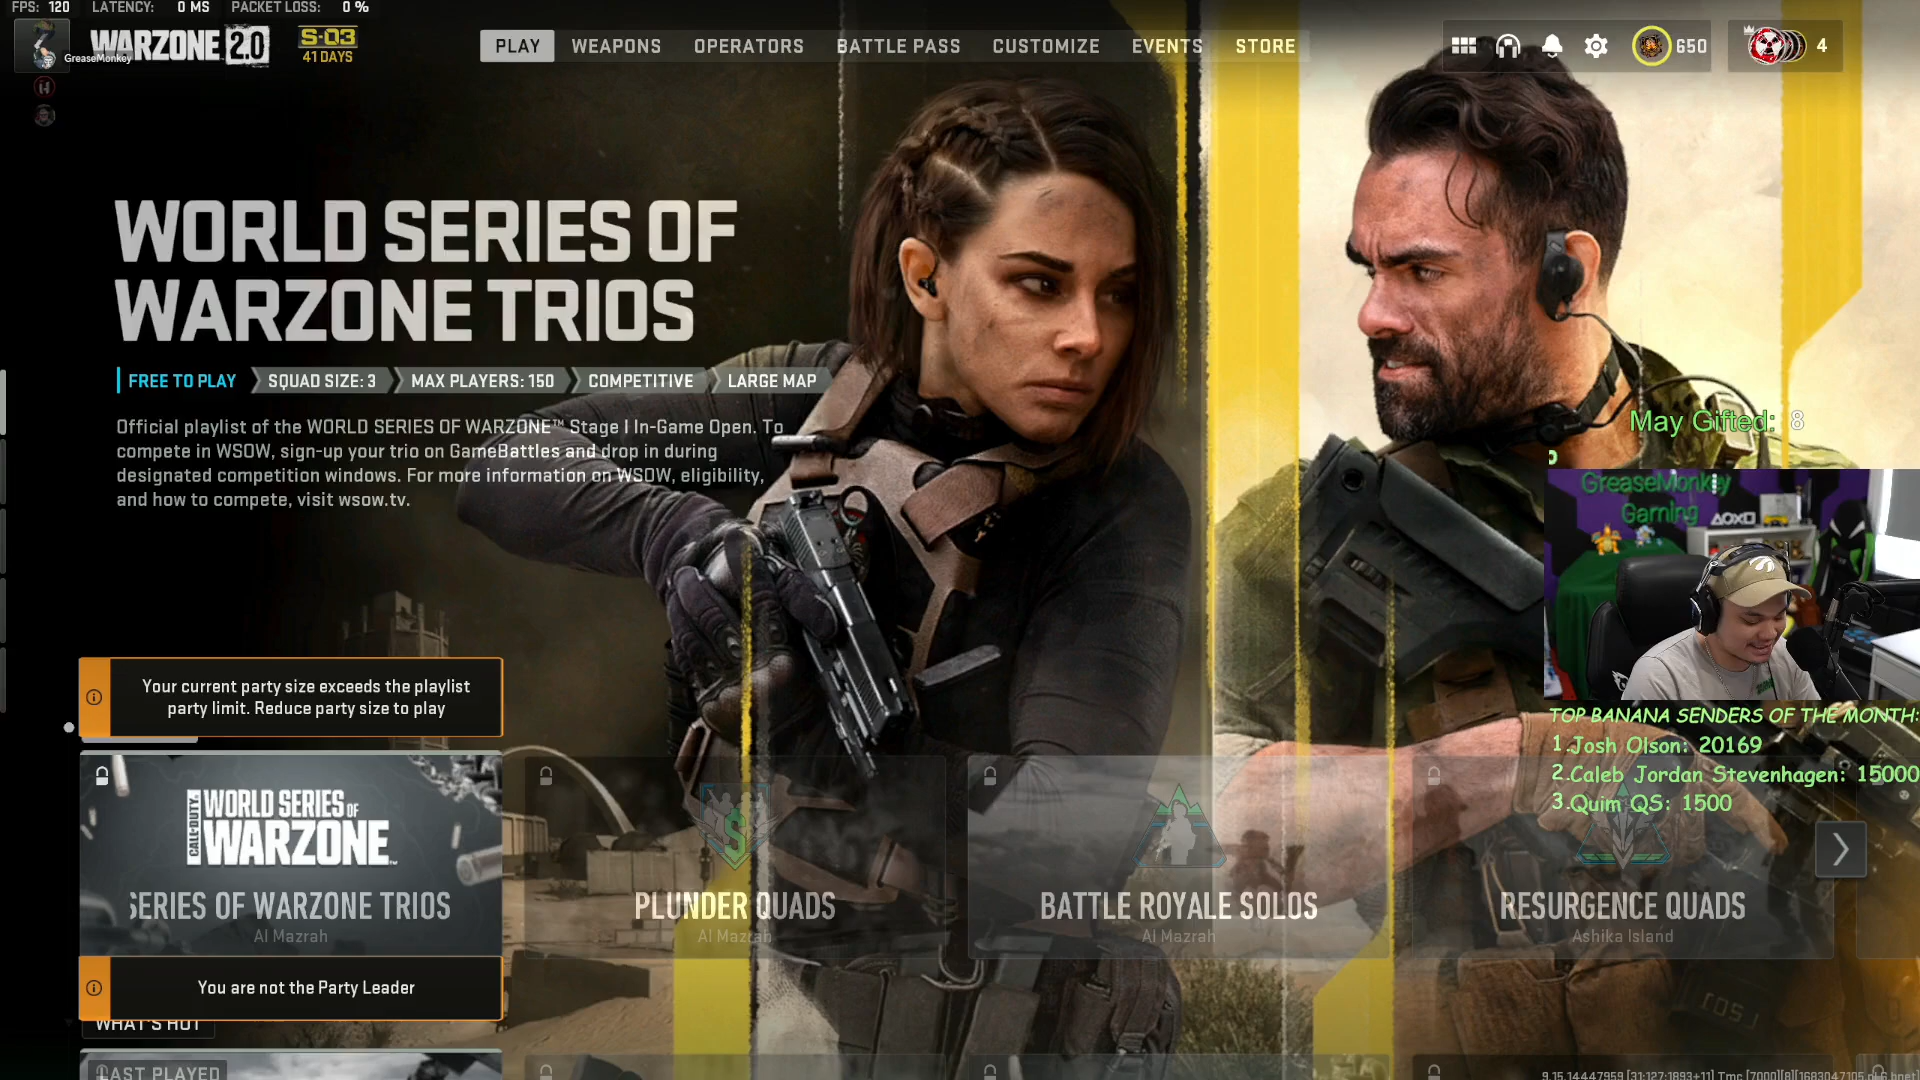 FPS: 120 LATENCY: 0 MS PACKET LOSS: 0 %
WARZONE 2.0
GreaseMonkey
S-03
41 DAYS
PLAY WEAPONS OPERATORS BATTLE PASS CUSTOMIZE EVENTS STORE
650
4
WORLD SERIES OF
WARZONE TRIOS
FREE TO PLAY SQUAD SIZE: 3 MAX PLAYERS: 150 COMPETITIVE LARGE MAP
Official playlist of the WORLD SERIES OF WARZONE™ Stage I In-Game Open. To
compete in WSOW, sign-up your trio on GameBattles and drop in during
designated competition windows. For more information on WSOW, eligibility,
and how to compete, visit wsow.tv.
May Gifted: 8
GreaseMonkey
Gaming
Your current party size exceeds the playlist
party limit. Reduce party size to play
TOP BANANA SENDERS OF THE MONTH:
1.Josh Olson: 20169
2.Caleb Jordan Stevenhagen: 15000
3.Quim QS: 1500
CALL OF DUTY
WORLD SERIES OF
WARZONE™
SERIES OF WARZONE TRIOS
Al Mazrah
PLUNDER QUADS
Al Mazrah
BATTLE ROYALE SOLOS
Al Mazrah
RESURGENCE QUADS
Ashika Island
You are not the Party Leader
WHAT'S HOT
LAST PLAYED